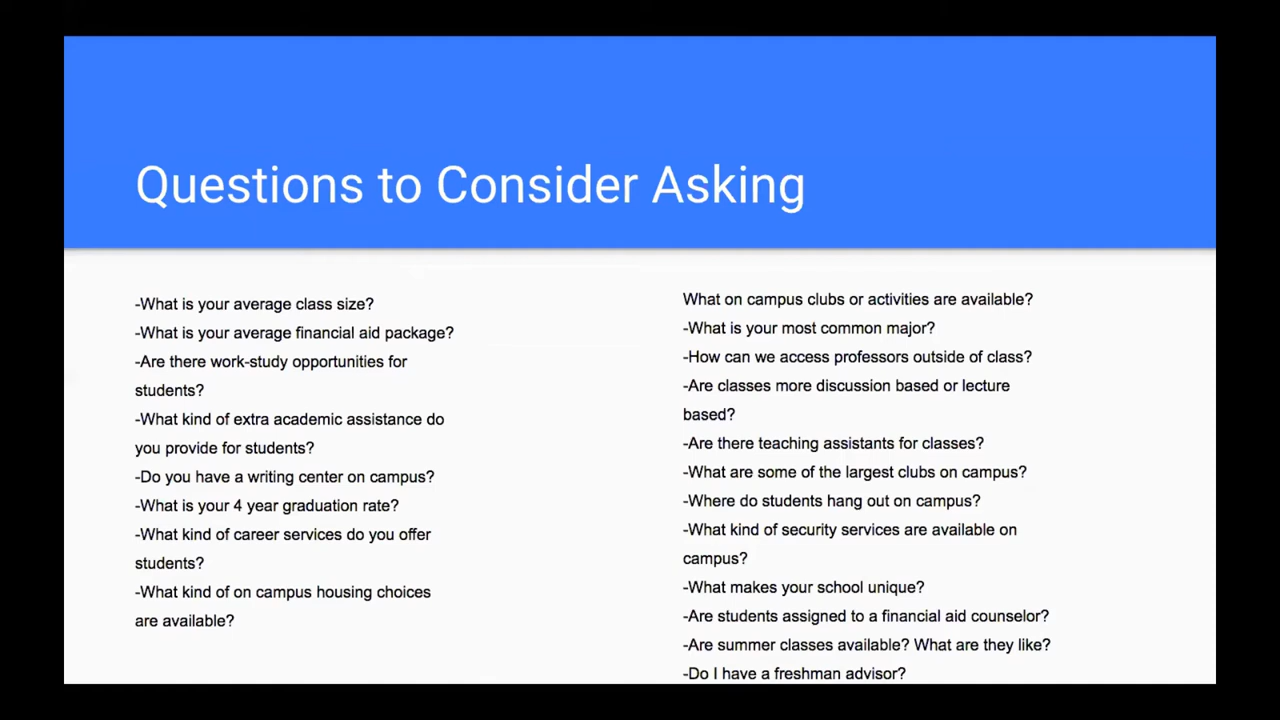 Questions to Consider Asking
-What is your average class size?
-What is your average financial aid package?
-Are there work-study opportunities for
students?
-What kind of extra academic assistance do
you provide for students?
-Do you have a writing center on campus?
-What is your 4 year graduation rate?
-What kind of career services do you offer
students?
-What kind of on campus housing choices
are available?
What on campus clubs or activities are available?
-What is your most common major?
-How can we access professors outside of class?
-Are classes more discussion based or lecture
based?
-Are there teaching assistants for classes?
-What are some of the largest clubs on campus?
-Where do students hang out on campus?
-What kind of security services are available on
campus?
-What makes your school unique?
-Are students assigned to a financial aid counselor?
-Are summer classes available? What are they like?
-Do I have a freshman advisor?